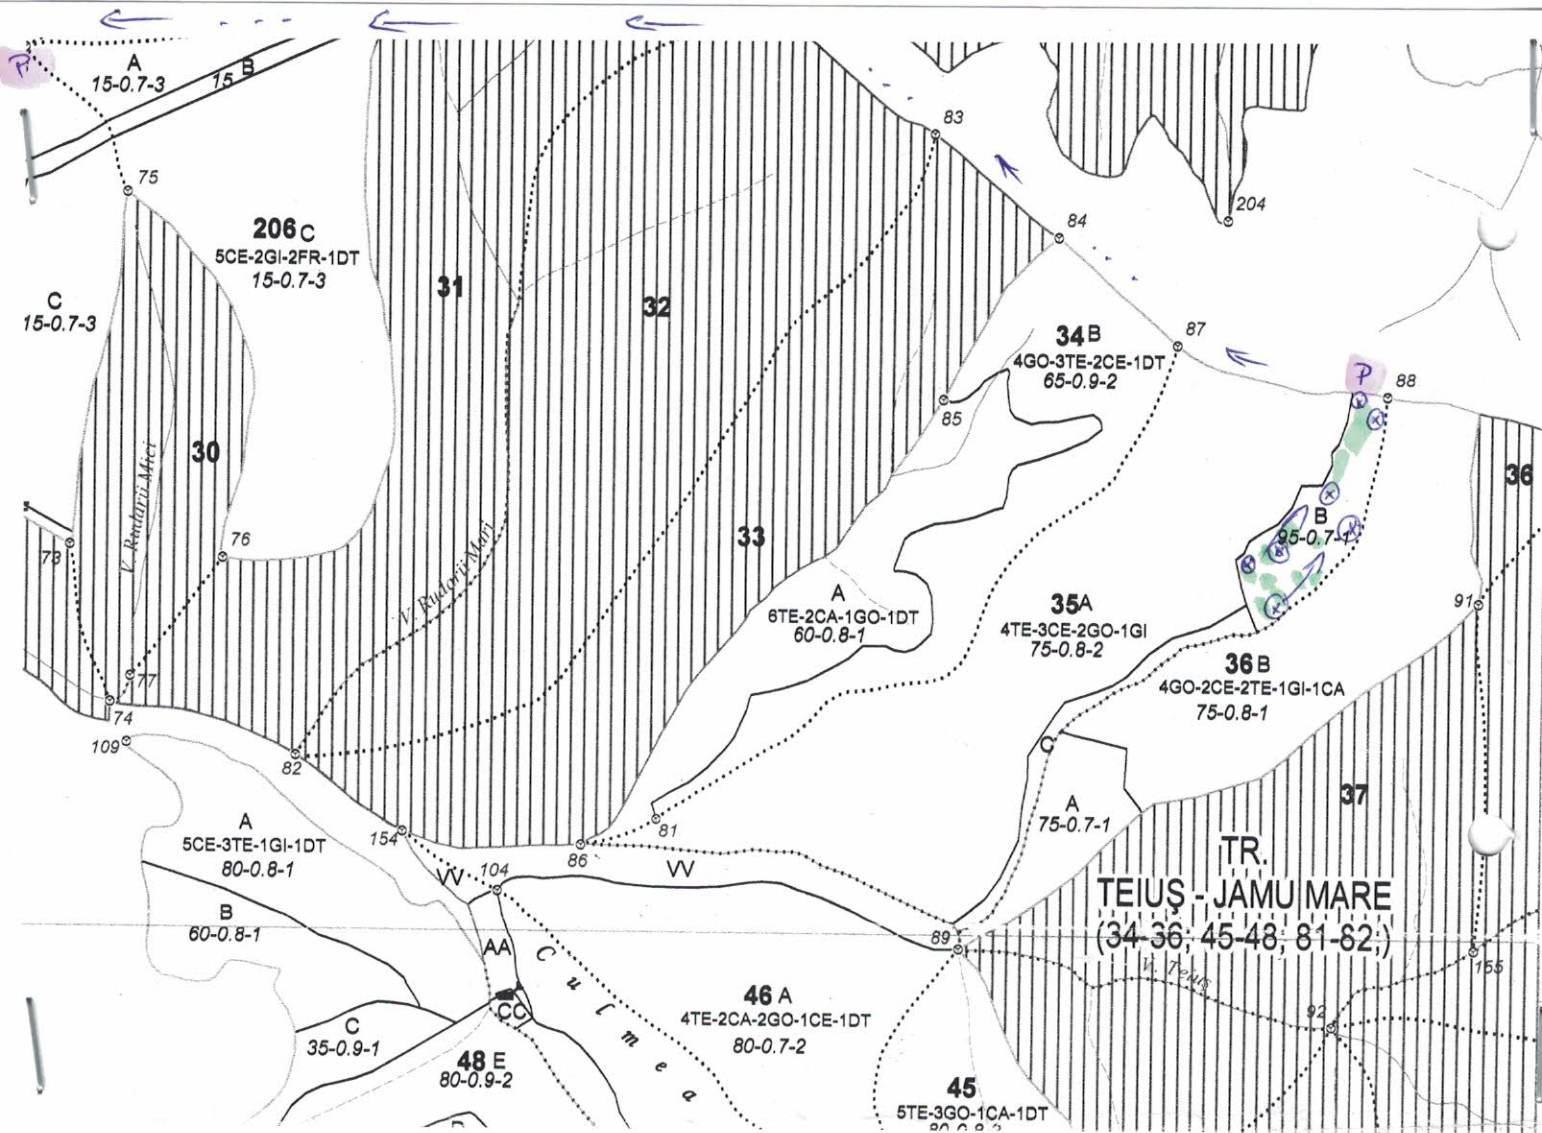 P₁
A
15-0.7-3
15 B
83
75
204
84
206 C
5CE-2GI-2FR-1DT
15-0.7-3
C
15-0.7-3
31
32
87
34 B
4GO-3TE-2CE-1DT
65-0.9-2
P
88
85
V. Rudarii Mici
30
36
76
73
V. Rudarii Mari
33
B
95-0.7-1
A
6TE-2CA-1GO-1DT
60-0.8-1
35A
4TE-3CE-2GO-1GI
75-0.8-2
91
36 B
4GO-2CE-2TE-1GI-1CA
75-0.8-1
77
74
109
82
C
37
A
75-0.7-1
81
154
86
A
5CE-3TE-1GI-1DT
80-0.8-1
VV
104
VV
TR.
TEIUŞ - JAMU MARE
(34-36; 45-48; 81-82;)
B
60-0.8-1
89
AA
155
V. Teiuş
Culmea
46 A
4TE-2CA-2GO-1CE-1DT
80-0.7-2
CC
92
C
35-0.9-1
48 E
80-0.9-2
45
5TE-3GO-1CA-1DT